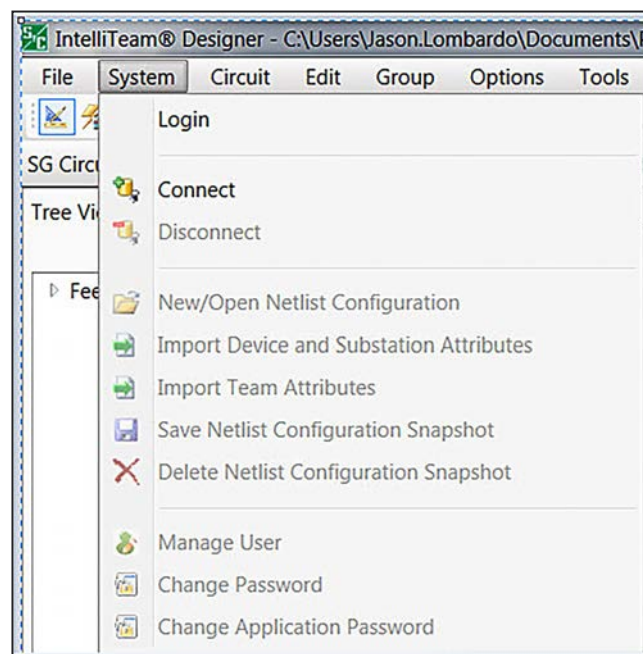 IntelliTeam® Designer - C:\Users\Jason.Lombardo\Documents\
File System Circuit Edit Group Options Tools
Login
SG Circu
Connect
Tree Vi
Disconnect
Fee
New/Open Netlist Configuration
Import Device and Substation Attributes
Import Team Attributes
Save Netlist Configuration Snapshot
Delete Netlist Configuration Snapshot
Manage User
Change Password
Change Application Password